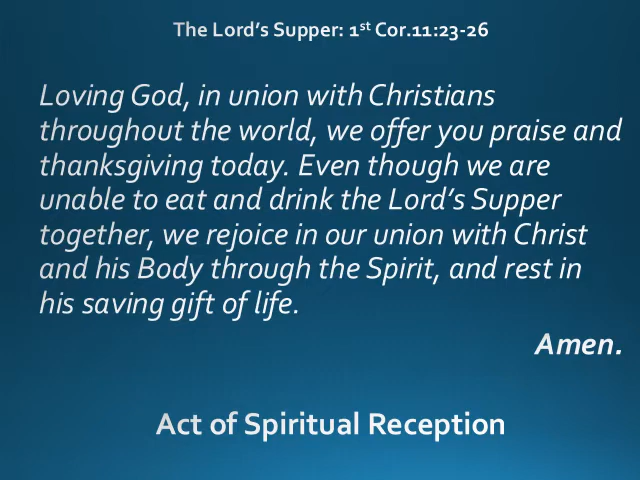 The Lord’s Supper: 1st Cor.11:23-26
Loving God, in union with Christians
throughout the world, we offer you praise and
thanksgiving today. Even though we are
unable to eat and drink the Lord’s Supper
together, we rejoice in our union with Christ
and his Body through the Spirit, and rest in
his saving gift of life.
Amen.
Act of Spiritual Reception